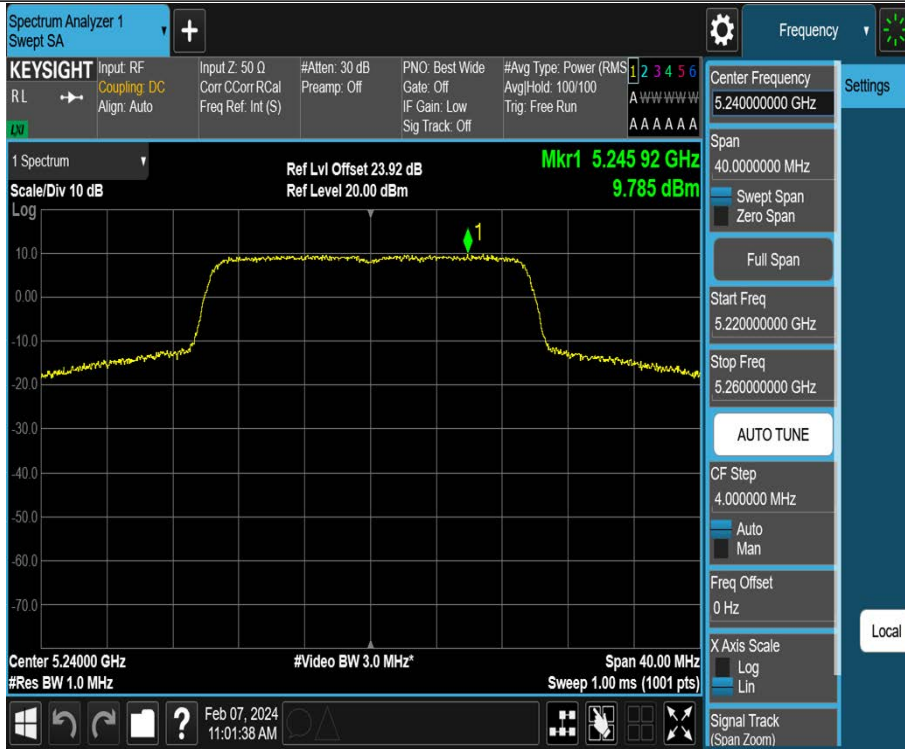 Spectrum Analyzer 1
Swept SA
+
Frequency
KEYSIGHT
RL
LXI
Input: RF
Coupling: DC
Align: Auto
Input Z: 50 Ω
Corr CCorr RCal
Freq Ref: Int (S)
#Atten: 30 dB
Preamp: Off
PNO: Best Wide
Gate: Off
IF Gain: Low
Sig Track: Off
#Avg Type: Power (RMS
Avg|Hold: 100/100
Trig: Free Run
1 2 3 4 5 6
A W W W W W
A A A A A A
Center Frequency
5.240000000 GHz
Settings
Span
40.0000000 MHz
Swept Span
Zero Span
Full Span
Start Freq
5.220000000 GHz
Stop Freq
5.260000000 GHz
AUTO TUNE
CF Step
4.000000 MHz
Auto
Man
Freq Offset
0 Hz
X Axis Scale
Log
Lin
Signal Track
(Span Zoom)
Local
1 Spectrum
Scale/Div 10 dB
Log
Ref Lvl Offset 23.92 dB
Ref Level 20.00 dBm
Mkr1 5.245 92 GHz
9.785 dBm
1
10.0
0.00
-10.0
-20.0
-30.0
-40.0
-50.0
-60.0
-70.0
Center 5.24000 GHz
#Res BW 1.0 MHz
#Video BW 3.0 MHz*
Span 40.00 MHz
Sweep 1.00 ms (1001 pts)
?
Feb 07, 2024
11:01:38 AM